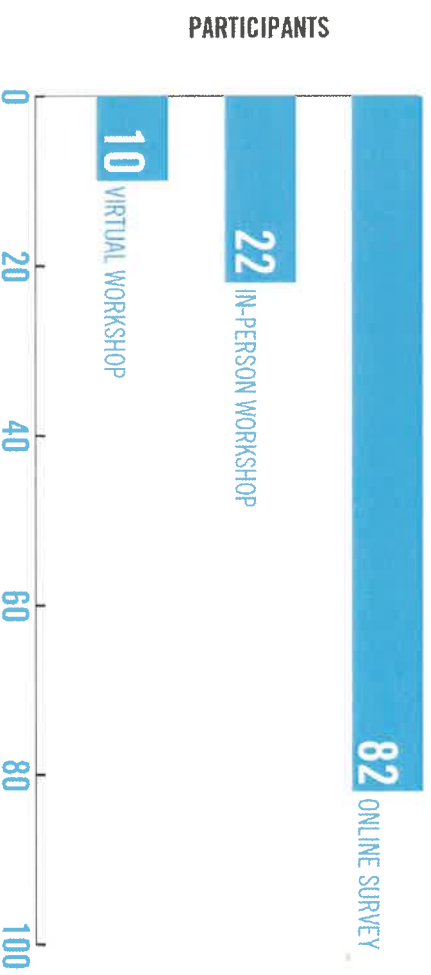 PARTICIPANTS
82 ONLINE SURVEY
22 IN-PERSON WORKSHOP
10 VIRTUAL WORKSHOP
0 20 40 60 80 100